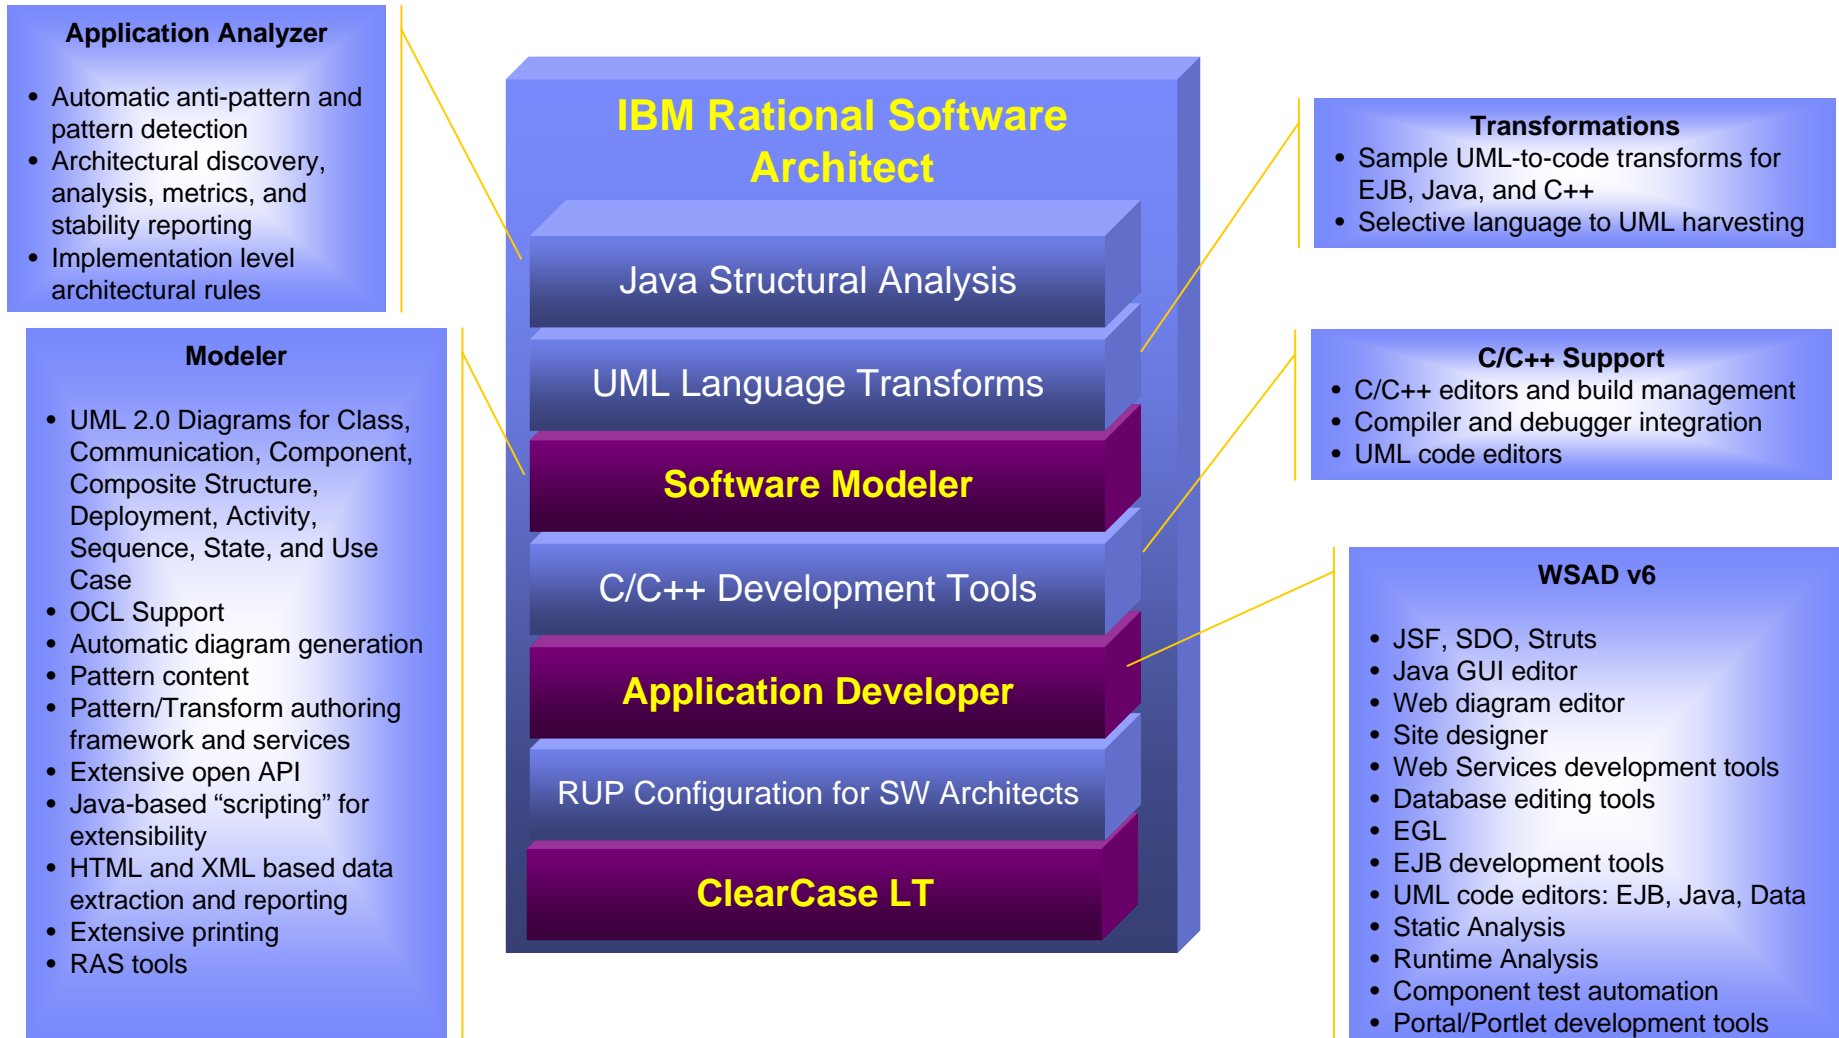 Application Analyzer
• Automatic anti-pattern and
pattern detection
• Architectural discovery,
analysis, metrics, and
stability reporting
• Implementation level
architectural rules
Modeler
• UML 2.0 Diagrams for Class,
Communication, Component,
Composite Structure,
Deployment, Activity,
Sequence, State, and Use
Case
• OCL Support
• Automatic diagram generation
• Pattern content
• Pattern/Transform authoring
framework and services
• Extensive open API
• Java-based “scripting” for
extensibility
• HTML and XML based data
extraction and reporting
• Extensive printing
• RAS tools
IBM Rational Software
Architect
Java Structural Analysis
UML Language Transforms
Software Modeler
C/C++ Development Tools
Application Developer
RUP Configuration for SW Architects
ClearCase LT
Transformations
• Sample UML-to-code transforms for
EJB, Java, and C++
• Selective language to UML harvesting
C/C++ Support
• C/C++ editors and build management
• Compiler and debugger integration
• UML code editors
WSAD v6
• JSF, SDO, Struts
• Java GUI editor
• Web diagram editor
• Site designer
• Web Services development tools
• Database editing tools
• EGL
• EJB development tools
• UML code editors: EJB, Java, Data
• Static Analysis
• Runtime Analysis
• Component test automation
• Portal/Portlet development tools